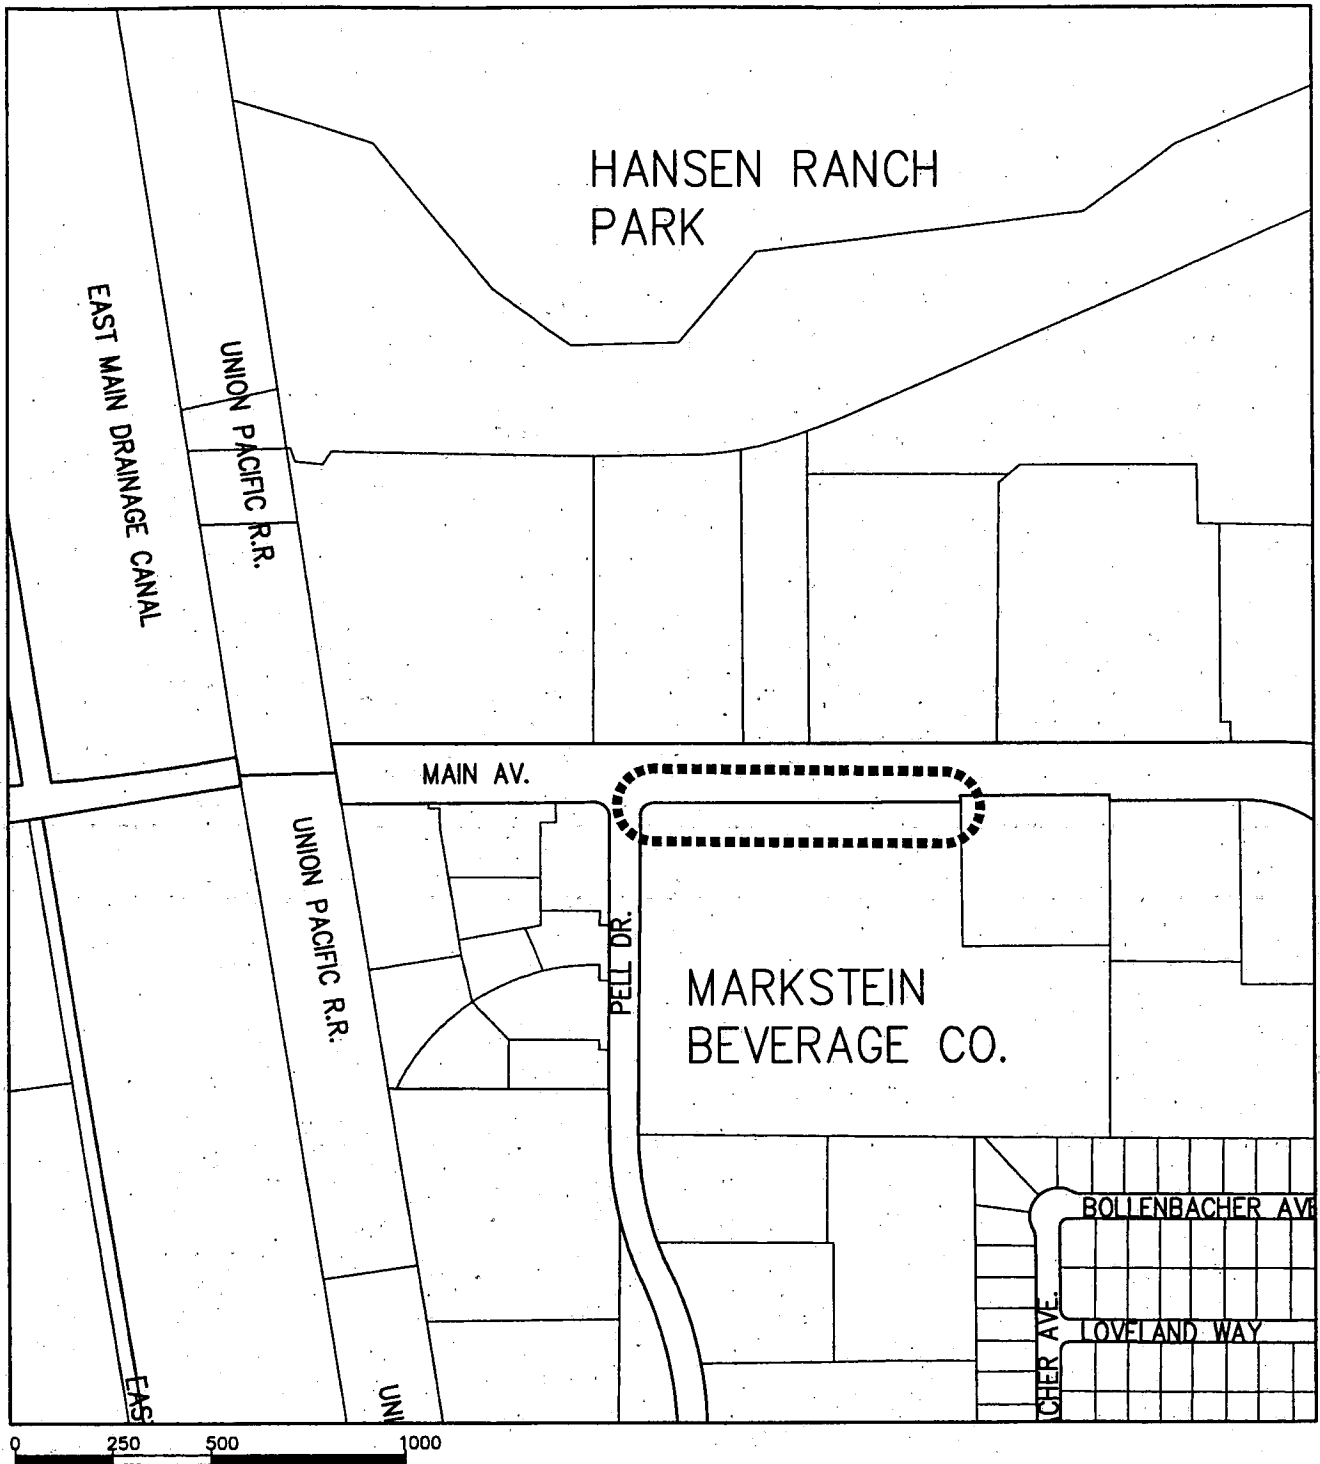 HANSEN RANCH
PARK
EAST MAIN DRAINAGE CANAL
UNION PACIFIC R.R.
MAIN AV.
UNION PACIFIC R.R.
PELL DR.
MARKSTEIN
BEVERAGE CO.
BOLLENBACHER AVE
LOVELAND WAY
ACHER AVE.
EAS
UNI
0 250 500 1000